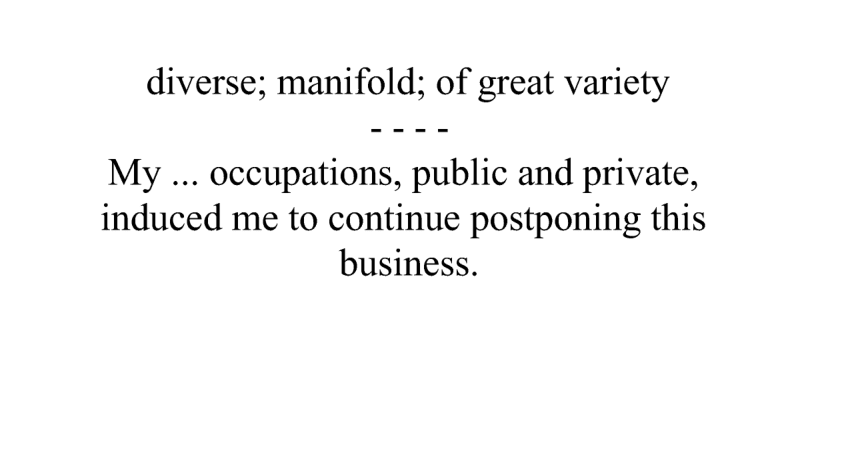 diverse; manifold; of great variety
- - - -
My ... occupations, public and private,
induced me to continue postponing this
business.